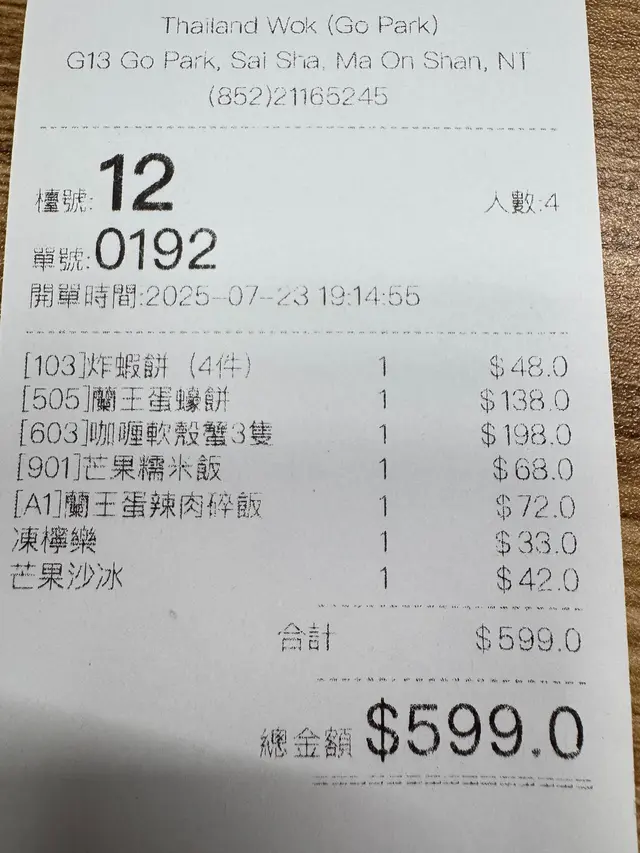 Thailand Wok (Go Park)
G13 Go Park, Sai Sha, Ma On Shan, NT
(852)21165245
檯號:12 人數:4
單號:0192
開單時間:2025-07-23 19:14:55
[103]炸蝦餅 (4件) 1 $48.0
[505]蘭王蛋蠔餅 1 $138.0
[603]咖喱軟殼蟹3隻 1 $198.0
[901]芒果糯米飯 1 $68.0
[A1]蘭王蛋辣肉碎飯 1 $72.0
凍檸樂 1 $33.0
芒果沙冰 1 $42.0
合計 $599.0
總金額 $599.0